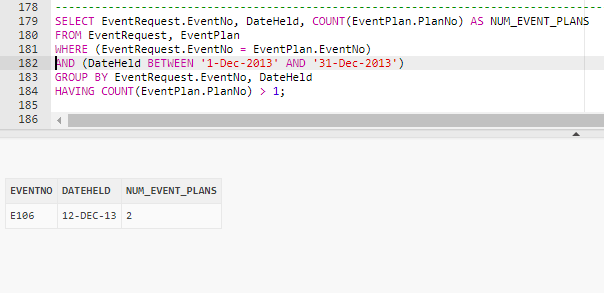 178
179 SELECT EventRequest.EventNo, DateHeld, COUNT(EventPlan.PlanNo) AS NUM_EVENT_PLANS
180 FROM EventRequest, EventPlan
181 WHERE (EventRequest.EventNo = EventPlan.EventNo)
182 AND (DateHeld BETWEEN '1-Dec-2013' AND '31-Dec-2013')
183 GROUP BY EventRequest.EventNo, DateHeld
184 HAVING COUNT(EventPlan.PlanNo) > 1;
185
186
EVENTNO DATEHELD NUM_EVENT_PLANS
E106 12-DEC-13 2